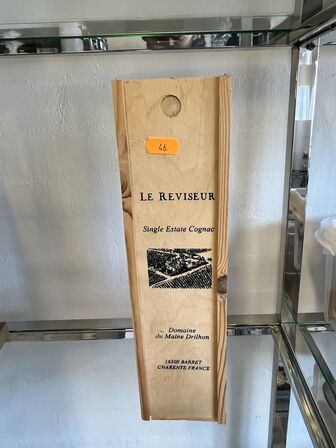 46
LE REVISEUR
Single Estate Cognac
Domaine
du Maine Drilhon
16300 BARRET
CHARENTE FRANCE